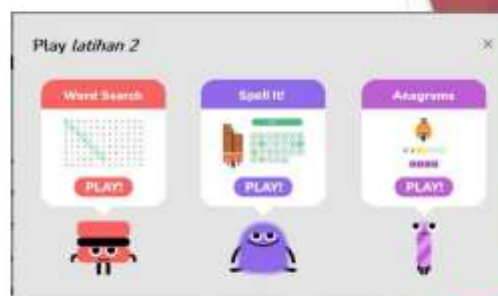 Play latihan 2
×
Word Search
Spell It!
Anagrams
PLAY!
PLAY!
PLAY!